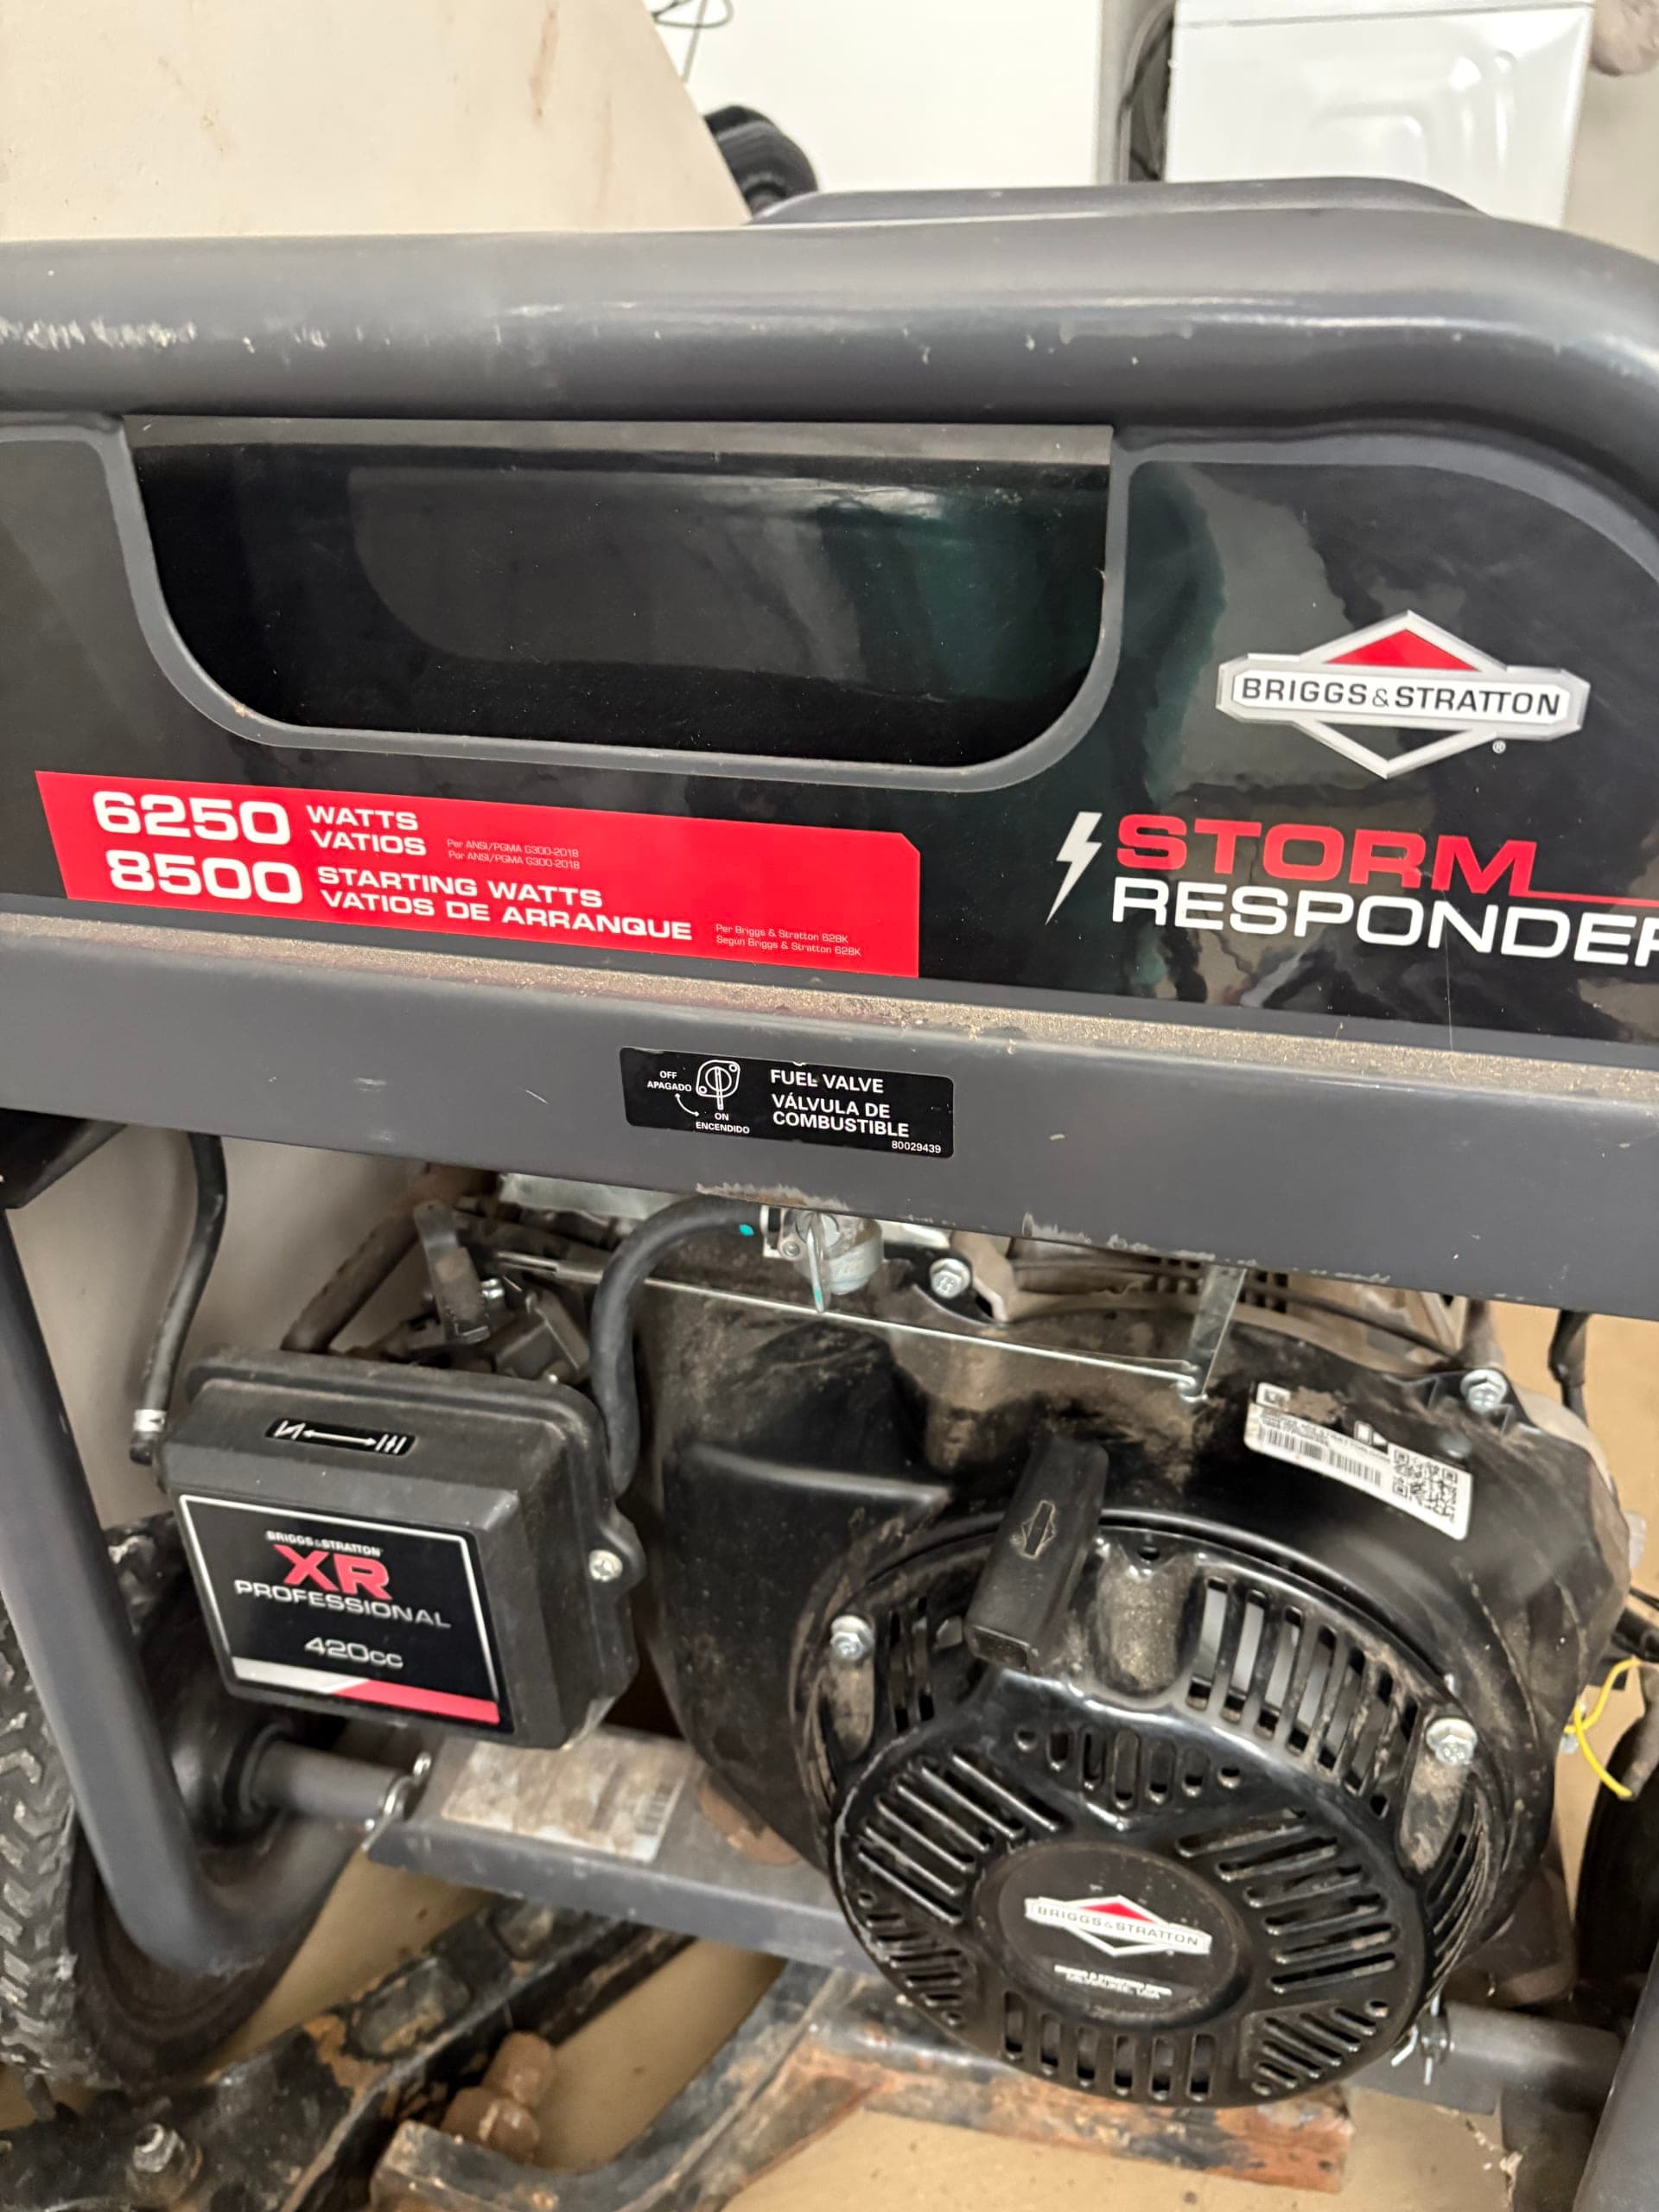 BRIGGS&STRATTON
®
6250 WATTS
VATIOS
Per ANSI/PGMA G300-2018
Por ANSI/PGMA G300-2018
8500 STARTING WATTS
VATIOS DE ARRANQUE
Per Briggs & Stratton 628K
Según Briggs & Stratton 628K
STORM
RESPONDER
OFF
APAGADO
ON
ENCENDIDO
FUEL VALVE
VÁLVULA DE
COMBUSTIBLE
80029439
BRIGGS&STRATTON
XR
PROFESSIONAL
420cc
BRIGGS&STRATTON
MILWAUKEE, USA